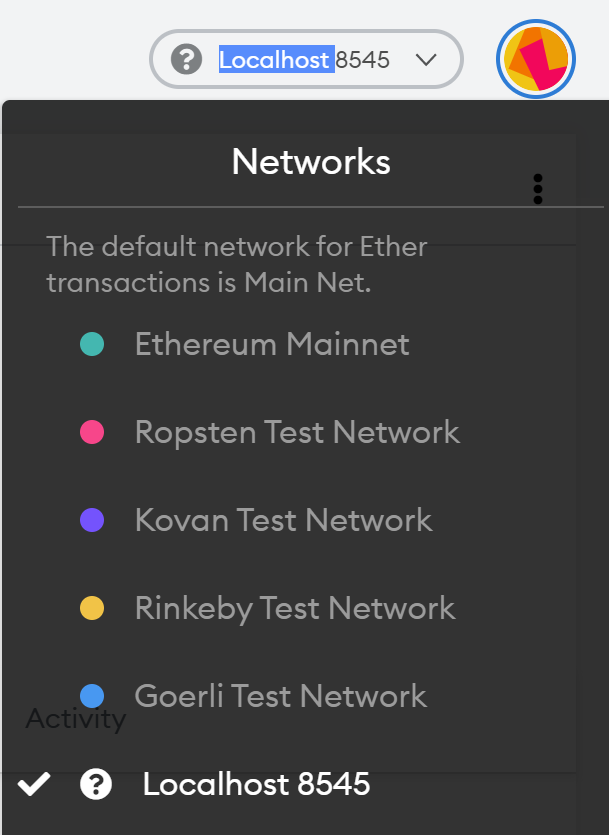 Localhost 8545
Networks
The default network for Ether
transactions is Main Net.
Ethereum Mainnet
Ropsten Test Network
Kovan Test Network
Rinkeby Test Network
Goerli Test Network
Activity
Localhost 8545